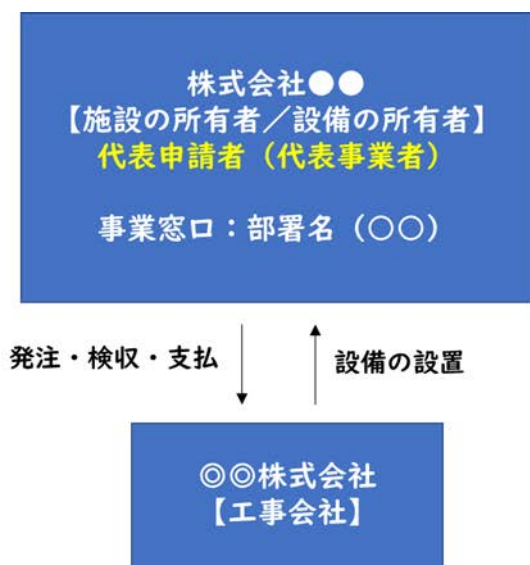 株式会社●●
【施設の所有者／設備の所有者】
代表申請者（代表事業者）
事業窓口：部署名（○○）
発注・検収・支払
設備の設置
◎◎株式会社
【工事会社】